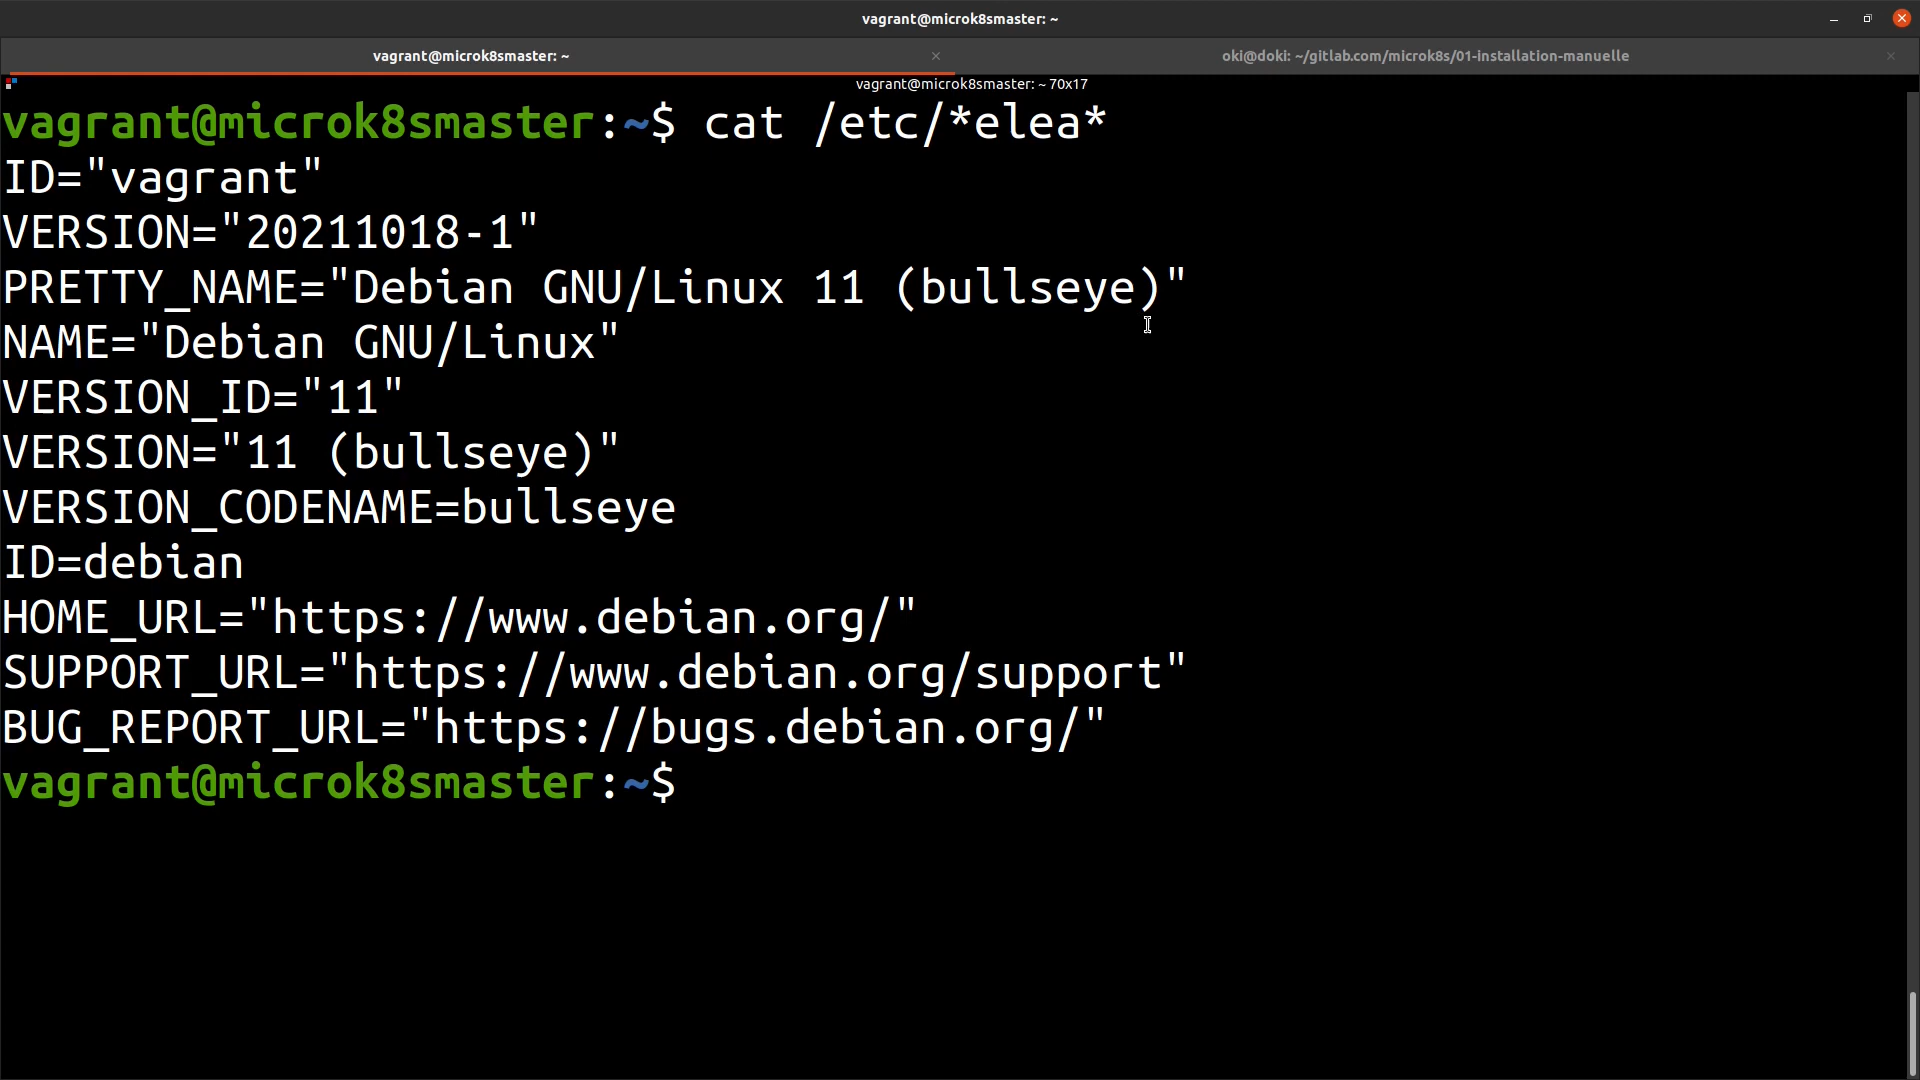 vagrant@microk8smaster: ~
vagrant@microk8smaster: ~
oki@doki: ~/gitlab.com/microk8s/01-installation-manuelle
vagrant@microk8smaster: ~ 70x17
vagrant@microk8smaster:~$ cat /etc/*elea*
ID="vagrant"
VERSION="20211018-1"
PRETTY_NAME="Debian GNU/Linux 11 (bullseye)"
NAME="Debian GNU/Linux"
VERSION_ID="11"
VERSION="11 (bullseye)"
VERSION_CODENAME=bullseye
ID=debian
HOME_URL="https://www.debian.org/"
SUPPORT_URL="https://www.debian.org/support"
BUG_REPORT_URL="https://bugs.debian.org/"
vagrant@microk8smaster:~$